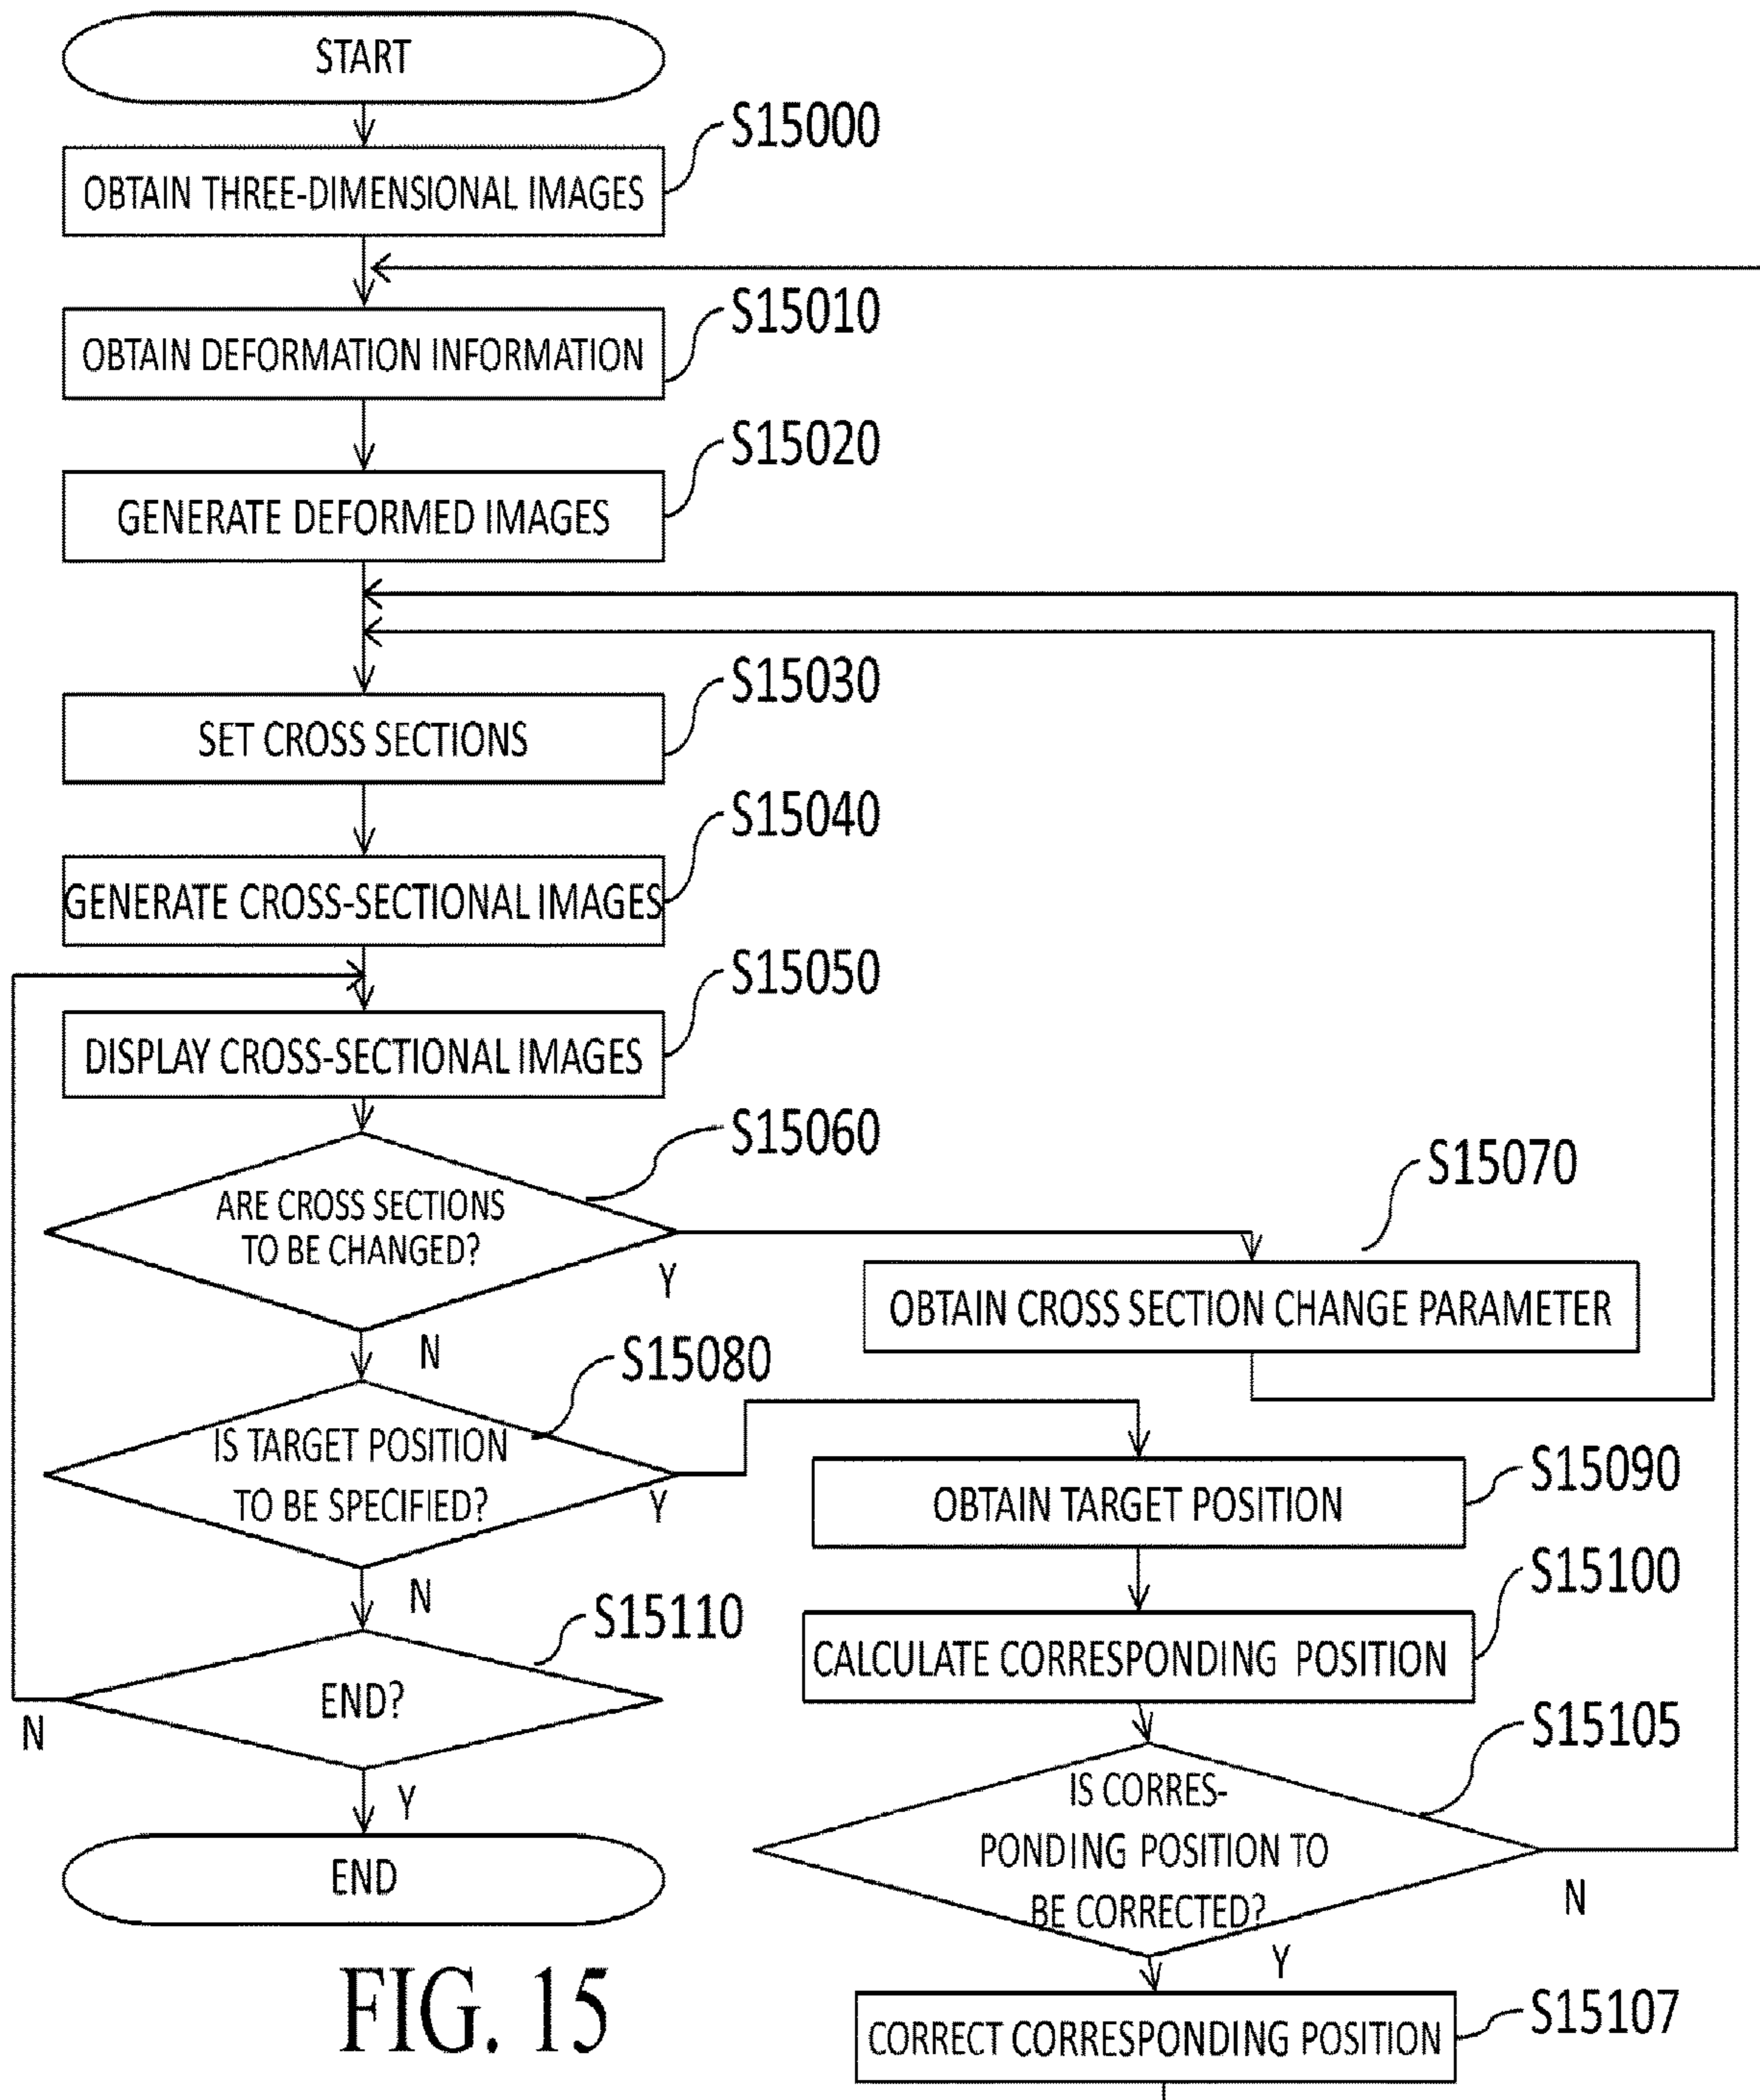 START
S15000
OBTAIN THREE-DIMENSIONAL IMAGES
S15010
OBTAIN DEFORMATION INFORMATION
S15020
GENERATE DEFORMED IMAGES
S15030
SET CROSS SECTIONS
S15040
GENERATE CROSS-SECTIONAL IMAGES
S15050
DISPLAY CROSS-SECTIONAL IMAGES
S15060
ARE CROSS SECTIONS
TO BE CHANGED?
Y
N
S15070
OBTAIN CROSS SECTION CHANGE PARAMETER
S15080
IS TARGET POSITION
TO BE SPECIFIED?
Y
N
S15090
OBTAIN TARGET POSITION
S15100
CALCULATE CORRESPONDING POSITION
S15110
END?
N
Y
END
S15105
IS CORRES-
PONDING POSITION TO
BE CORRECTED?
N
Y
S15107
CORRECT CORRESPONDING POSITION
FIG. 15